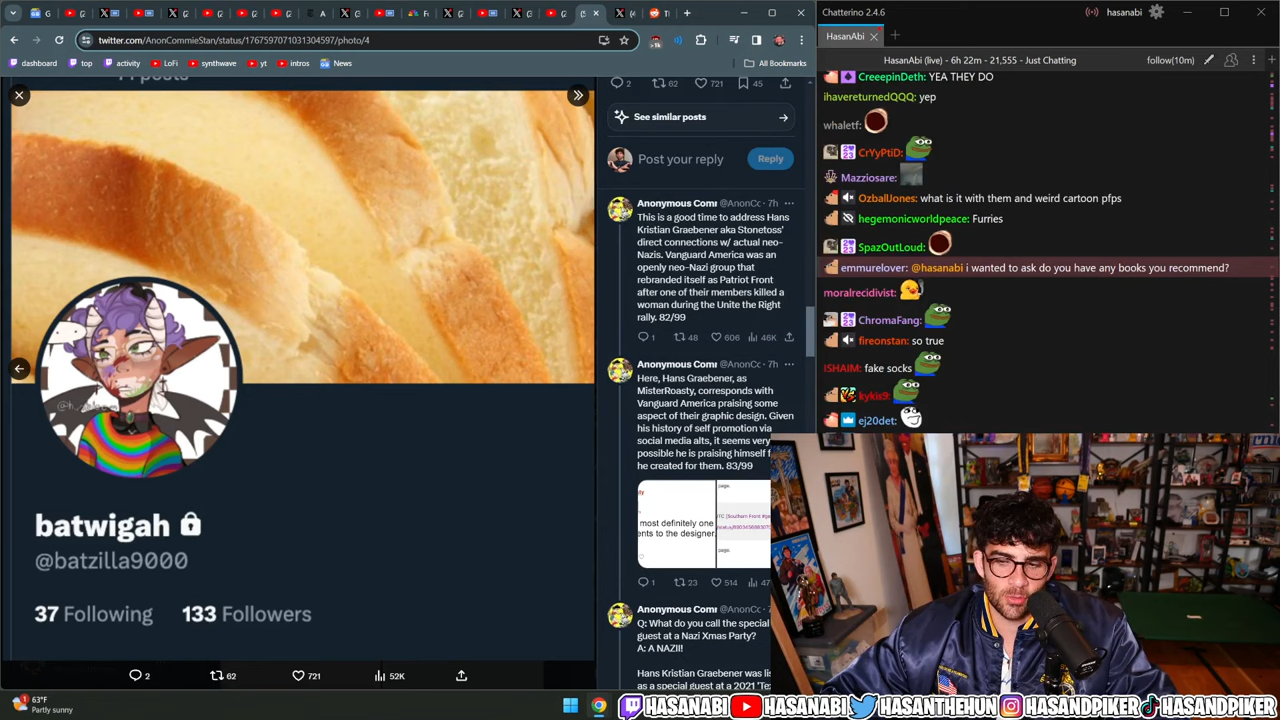 twitter.com/AnonCommieStan/status/1767597071031304597/photo/4
dashboard
top
activity
LoFi
synthwave
yt
intros
News
All Bookmarks
See similar posts
Post your reply
Reply
2
62
721
45
Anonymous Comr @AnonCc · 7h
This is a good time to address Hans
Kristian Graebener aka Stonetoss'
direct connections w/ actual neo-
Nazis. Vanguard America was an
openly neo-Nazi group that
rebranded itself as Patriot Front
after one of their members killed a
woman during the Unite the Right
rally. 82/99
1
48
606
46K
Anonymous Comr @AnonCc · 7h
Here, Hans Graebener, as
MisterRoasty, corresponds with
Vanguard America praising some
aspect of their graphic design. Given
his history of self promotion via
social media alts, it seems very
possible he is praising himself f
he created for them. 83/99
most definitely one
ents to the designer,
page.
page.
1
23
514
47
Anonymous Comr @AnonCc · 7
Q: What do you call the special
guest at a Nazi Xmas Party?
A: A NAZII!
Hans Kristian Graebener was lis
as a special guest at a 2021 'Te
batwigah
@batzilla9000
37 Following
133 Followers
2
62
721
52K
63°F
Partly sunny
Chatterino 2.4.6
hasanabi
HasanAbi
HasanAbi (live) - 6h 22m - 21,555 - Just Chatting
follow(10m)
CreeepinDeth: YEA THEY DO
ihavereturnedQQQ: yep
whaletf:
CrYyPtiD:
Mazziosare:
OzballJones: what is it with them and weird cartoon pfps
hegemonicworldpeace: Furries
SpazOutLoud:
emmurelover: @hasanabi i wanted to ask do you have any books you recommend?
moralrecidivist:
ChromaFang:
fireonstan: so true
ISHAIM: fake socks
kykis9:
ej20det:
HASANABI
HASANABI
HASANTHEHUN
HASANDPIKER
HASANDPIKER